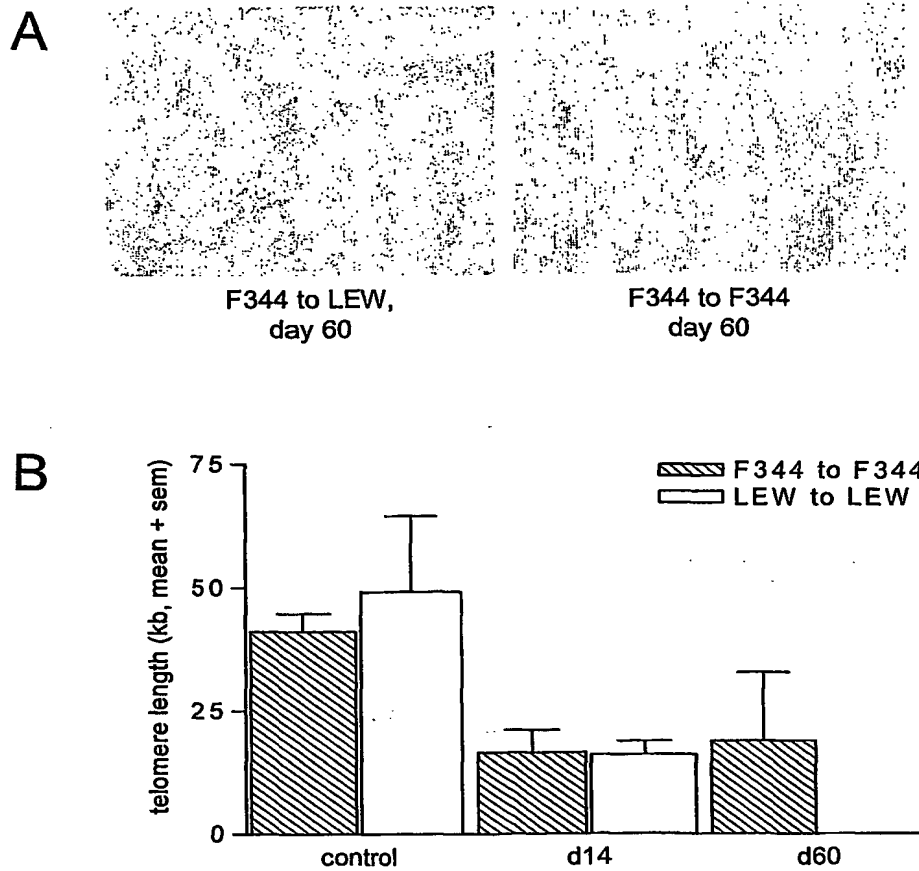 A
F344 to LEW,
day 60
F344 to F344
day 60
B
telomere length (kb, mean + sem)
75
50
25
0
F344 to F344
LEW to LEW
control
d14
d60